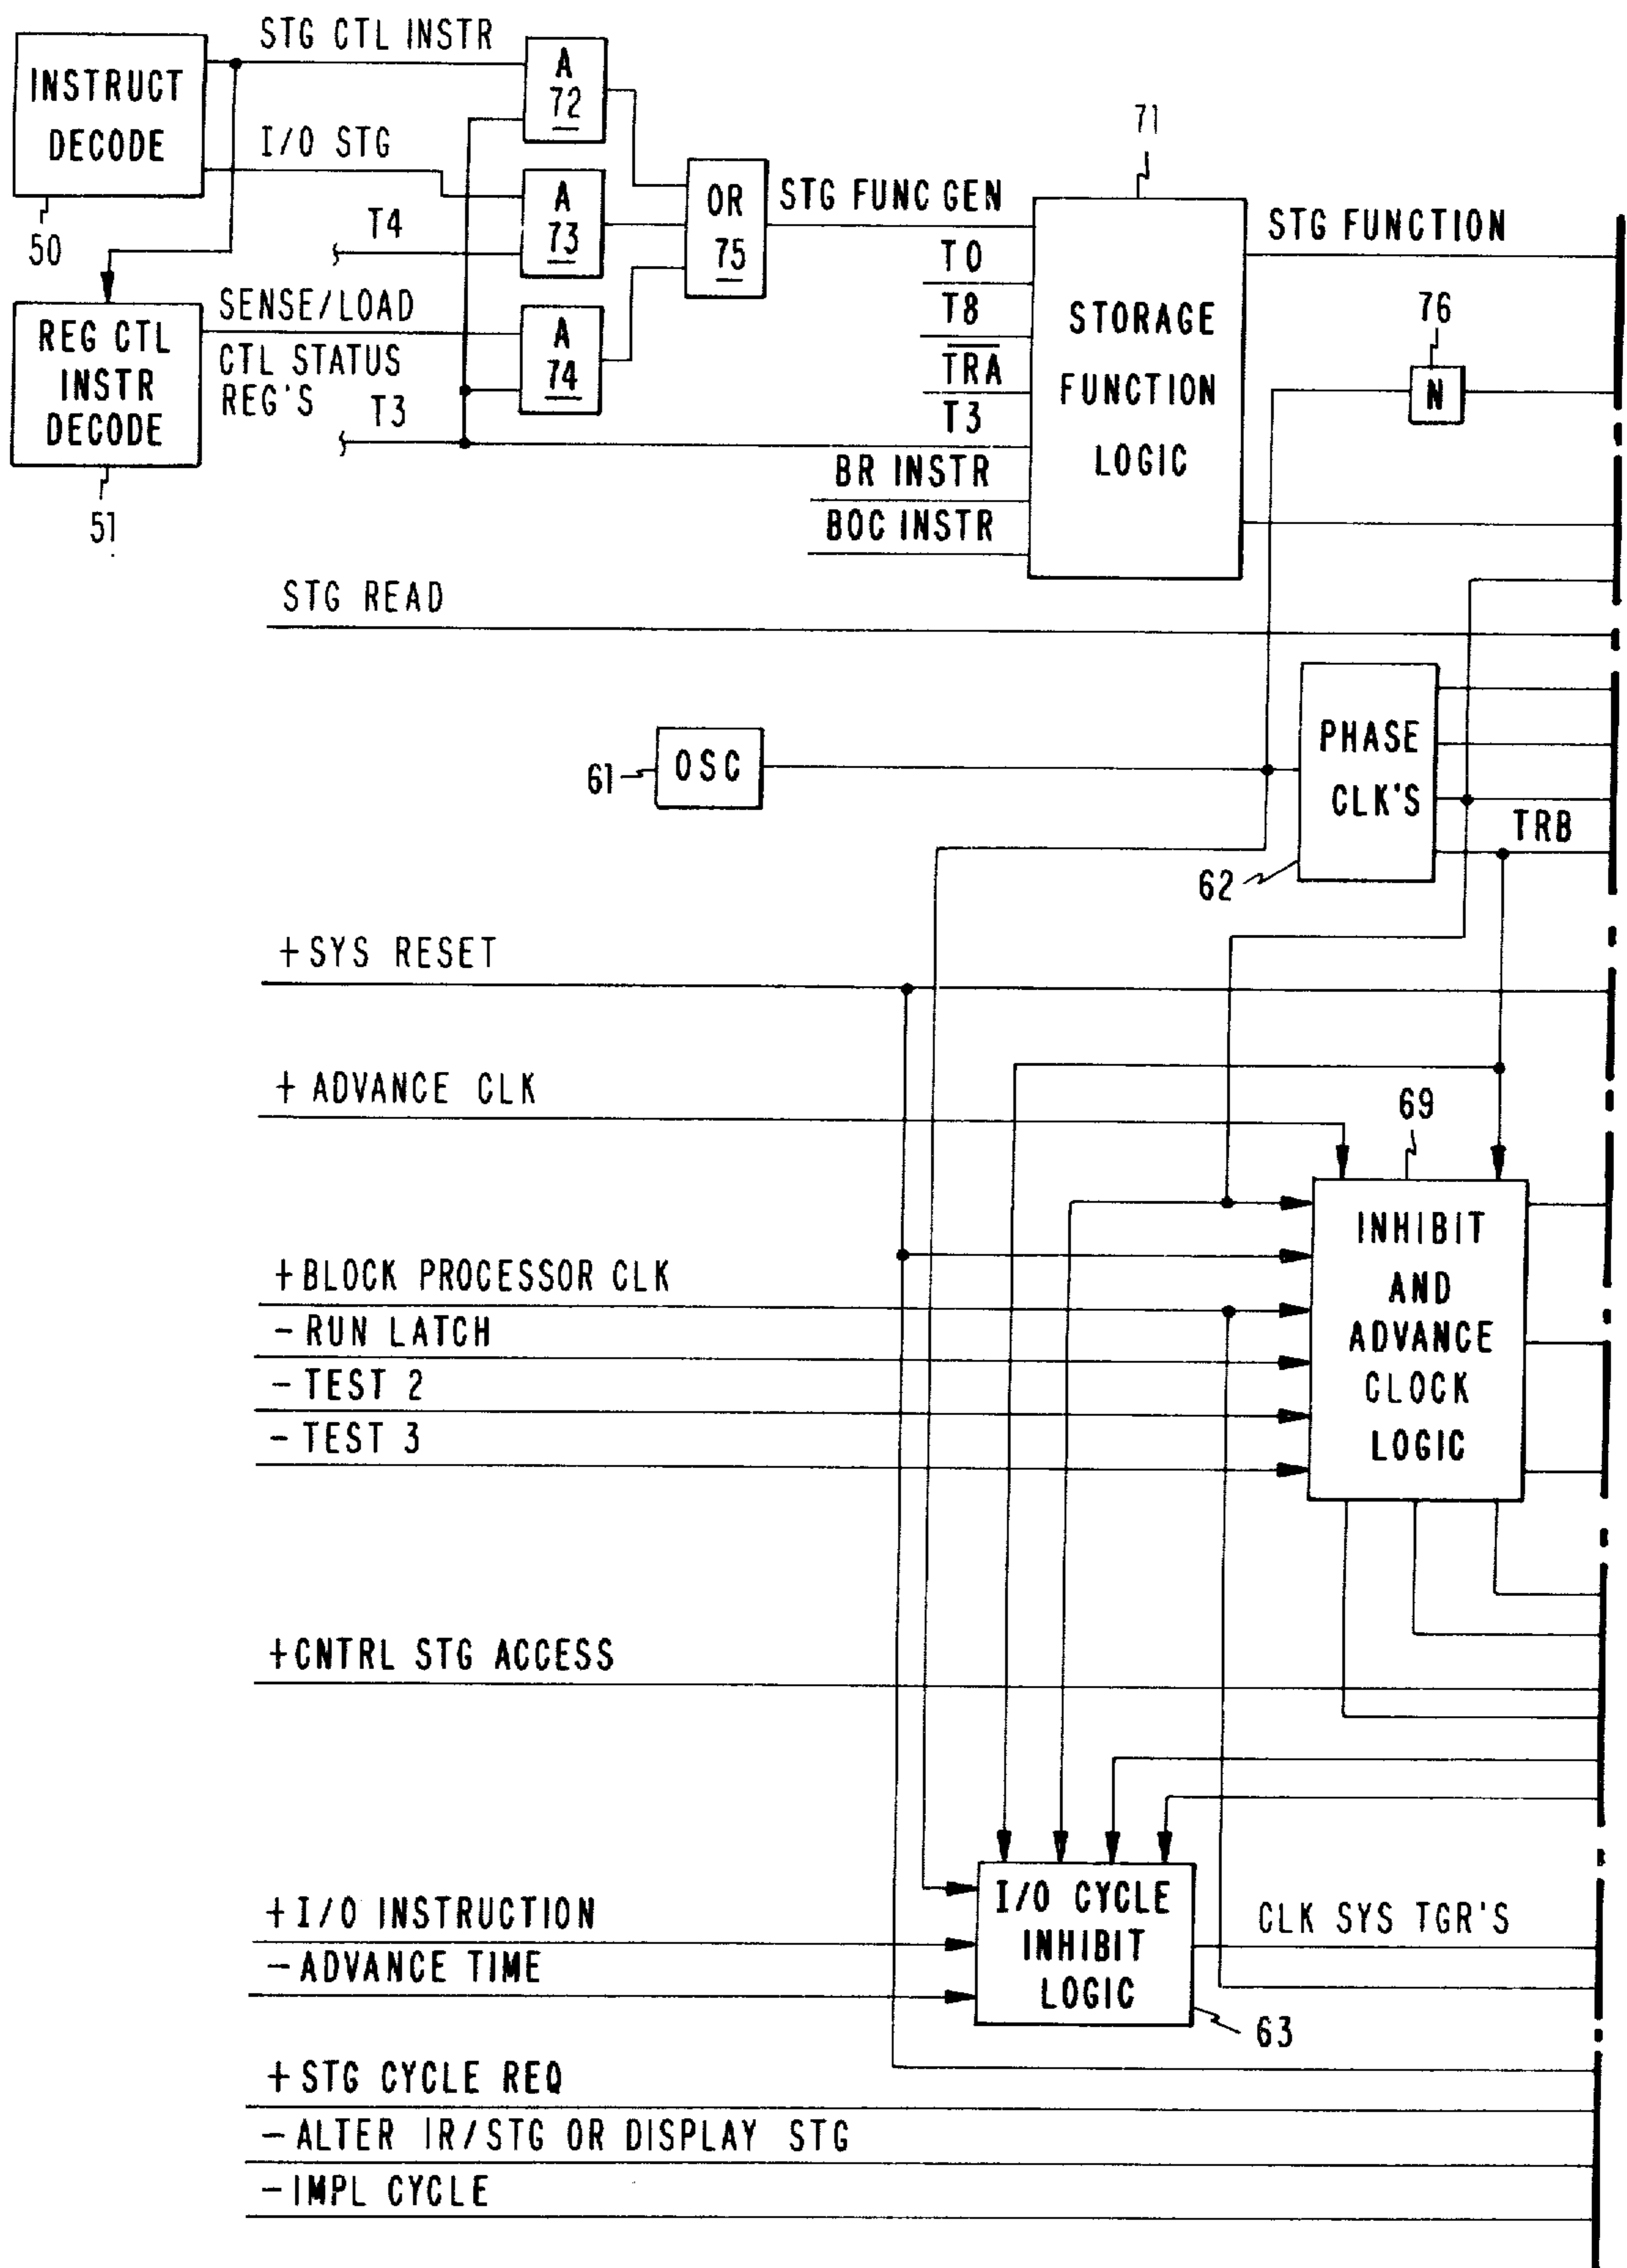 STG CTL INSTR
INSTRUCT
DECODE
50
I/O STG
A
72
T4
A
73
OR
75
STG FUNC GEN
71
STG FUNCTION
REG CTL
INSTR
DECODE
51
SENSE/LOAD
CTL STATUS
REG'S
T3
A
74
T0
T8
TRA
T3
BR INSTR
BOC INSTR
STORAGE
FUNCTION
LOGIC
76
N
STG READ
61
OSC
PHASE
CLK'S
62
TRB
+SYS RESET
+ ADVANCE CLK
69
INHIBIT
AND
ADVANCE
CLOCK
LOGIC
+BLOCK PROCESSOR CLK
- RUN LATCH
- TEST 2
- TEST 3
+CNTRL STG ACCESS
+I/O INSTRUCTION
- ADVANCE TIME
I/O CYCLE
INHIBIT
LOGIC
63
CLK SYS TGR'S
+ STG CYCLE REQ
- ALTER IR/STG OR DISPLAY STG
- IMPL CYCLE